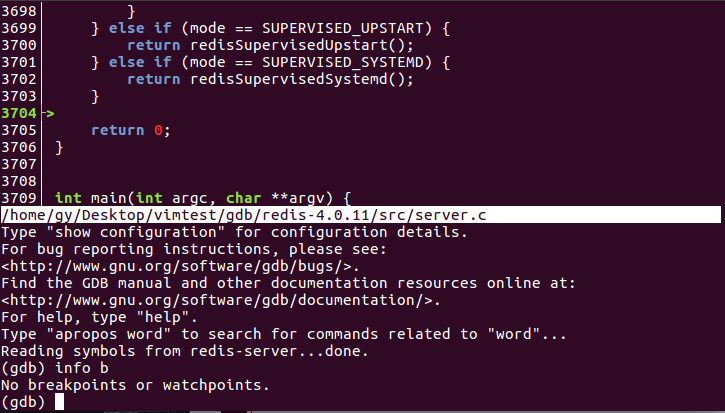 3698         }
3699     } else if (mode == SUPERVISED_UPSTART) {
3700         return redisSupervisedUpstart();
3701     } else if (mode == SUPERVISED_SYSTEMD) {
3702         return redisSupervisedSystemd();
3703     }
3704->
3705     return 0;
3706 }
3707
3708
3709 int main(int argc, char **argv) {
/home/gy/Desktop/vimtest/gdb/redis-4.0.11/src/server.c
Type "show configuration" for configuration details.
For bug reporting instructions, please see:
<http://www.gnu.org/software/gdb/bugs/>.
Find the GDB manual and other documentation resources online at:
<http://www.gnu.org/software/gdb/documentation/>.
For help, type "help".
Type "apropos word" to search for commands related to "word"...
Reading symbols from redis-server...done.
(gdb) info b
No breakpoints or watchpoints.
(gdb)